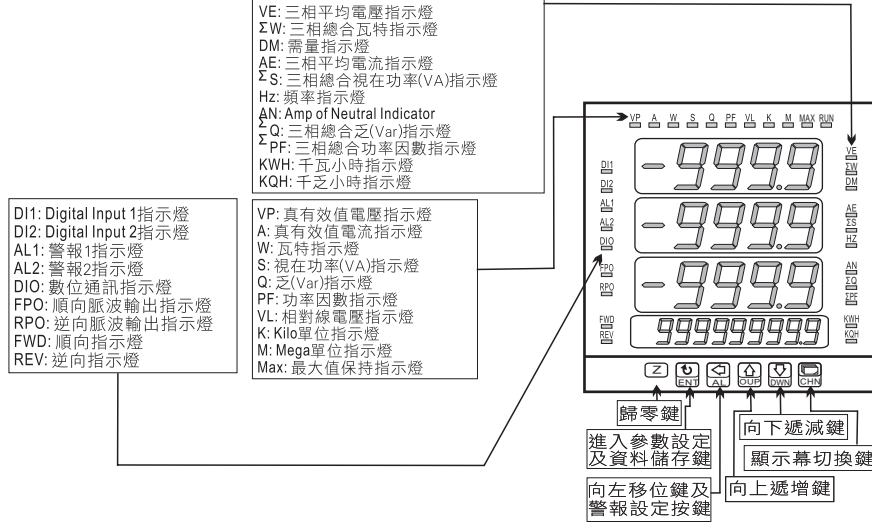 VE: 三相平均電壓指示燈
ΣW: 三相總合瓦特指示燈
DM: 需量指示燈
AE: 三相平均電流指示燈
ΣS: 三相總合視在功率(VA)指示燈
Hz: 頻率指示燈
AN: Amp of Neutral Indicator
ΣQ: 三相總合乏(Var)指示燈
ΣPF: 三相總合功率因數指示燈
KWH: 千瓦小時指示燈
KQH: 千乏小時指示燈
DI1: Digital Input 1指示燈
DI2: Digital Input 2指示燈
AL1: 警報1指示燈
AL2: 警報2指示燈
DIO: 數位通訊指示燈
FPO: 順向脈波輸出指示燈
RPO: 逆向脈波輸出指示燈
FWD: 順向指示燈
REV: 逆向指示燈
VP: 真有效值電壓指示燈
A: 真有效值電流指示燈
W: 瓦特指示燈
S: 視在功率(VA)指示燈
Q: 乏(Var)指示燈
PF: 功率因數指示燈
VL: 相對線電壓指示燈
K: Kilo單位指示燈
M: Mega單位指示燈
Max: 最大值保持指示燈
VP A W S Q PF VL K M MAX RUN
DI1
DI2
AL1
AL2
DIO
FPO
RPO
FWD
REV
-999.9
-999.9
-999.9
99999999.9
VE
ΣW
DM
AE
ΣS
HZ
AN
ΣQ
ΣPF
KWH
KQH
Z ENT AL OUP DWN CHN
歸零鍵
進入參數設定
及資料儲存鍵
向左移位鍵及
警報設定按鍵
向上遞增鍵
向下遞減鍵
顯示幕切換鍵